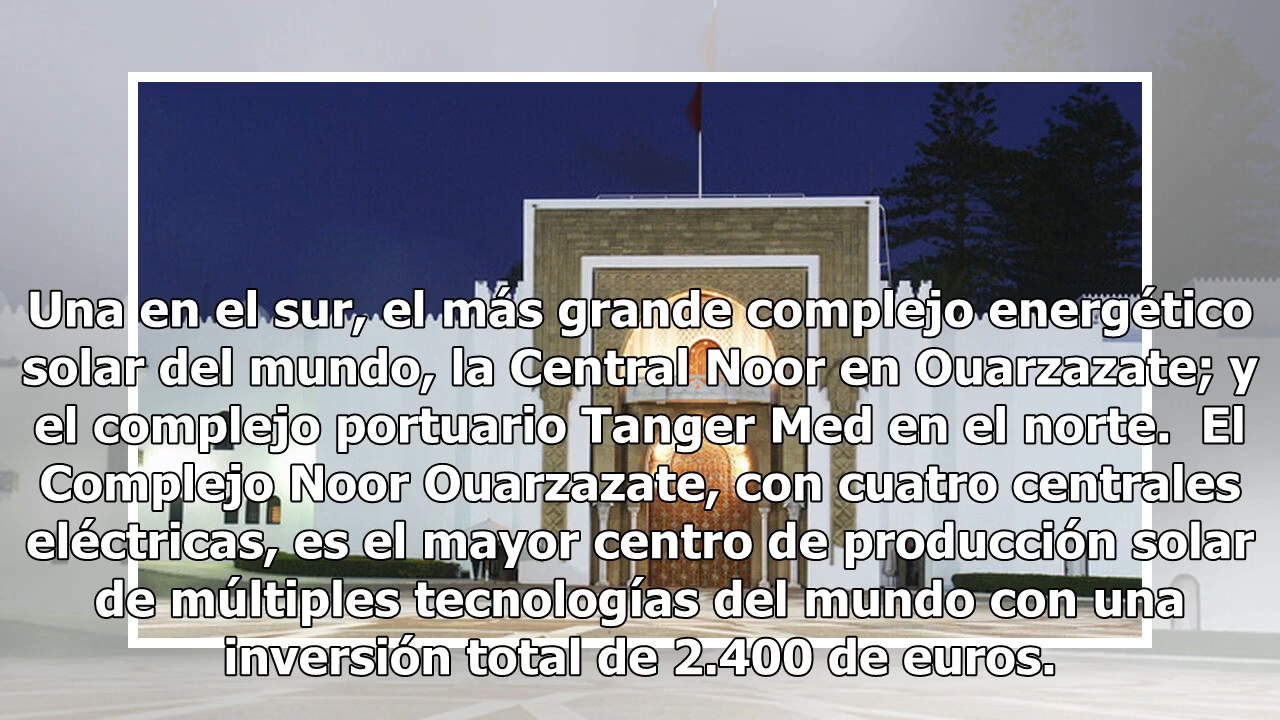 Una en el sur, el más grande complejo energético
solar del mundo, la Central Noor en Ouarzazate; y
el complejo portuario Tanger Med en el norte.  El
Complejo Noor Ouarzazate, con cuatro centrales
eléctricas, es el mayor centro de producción solar
de múltiples tecnologías del mundo con una
inversión total de 2.400 de euros.